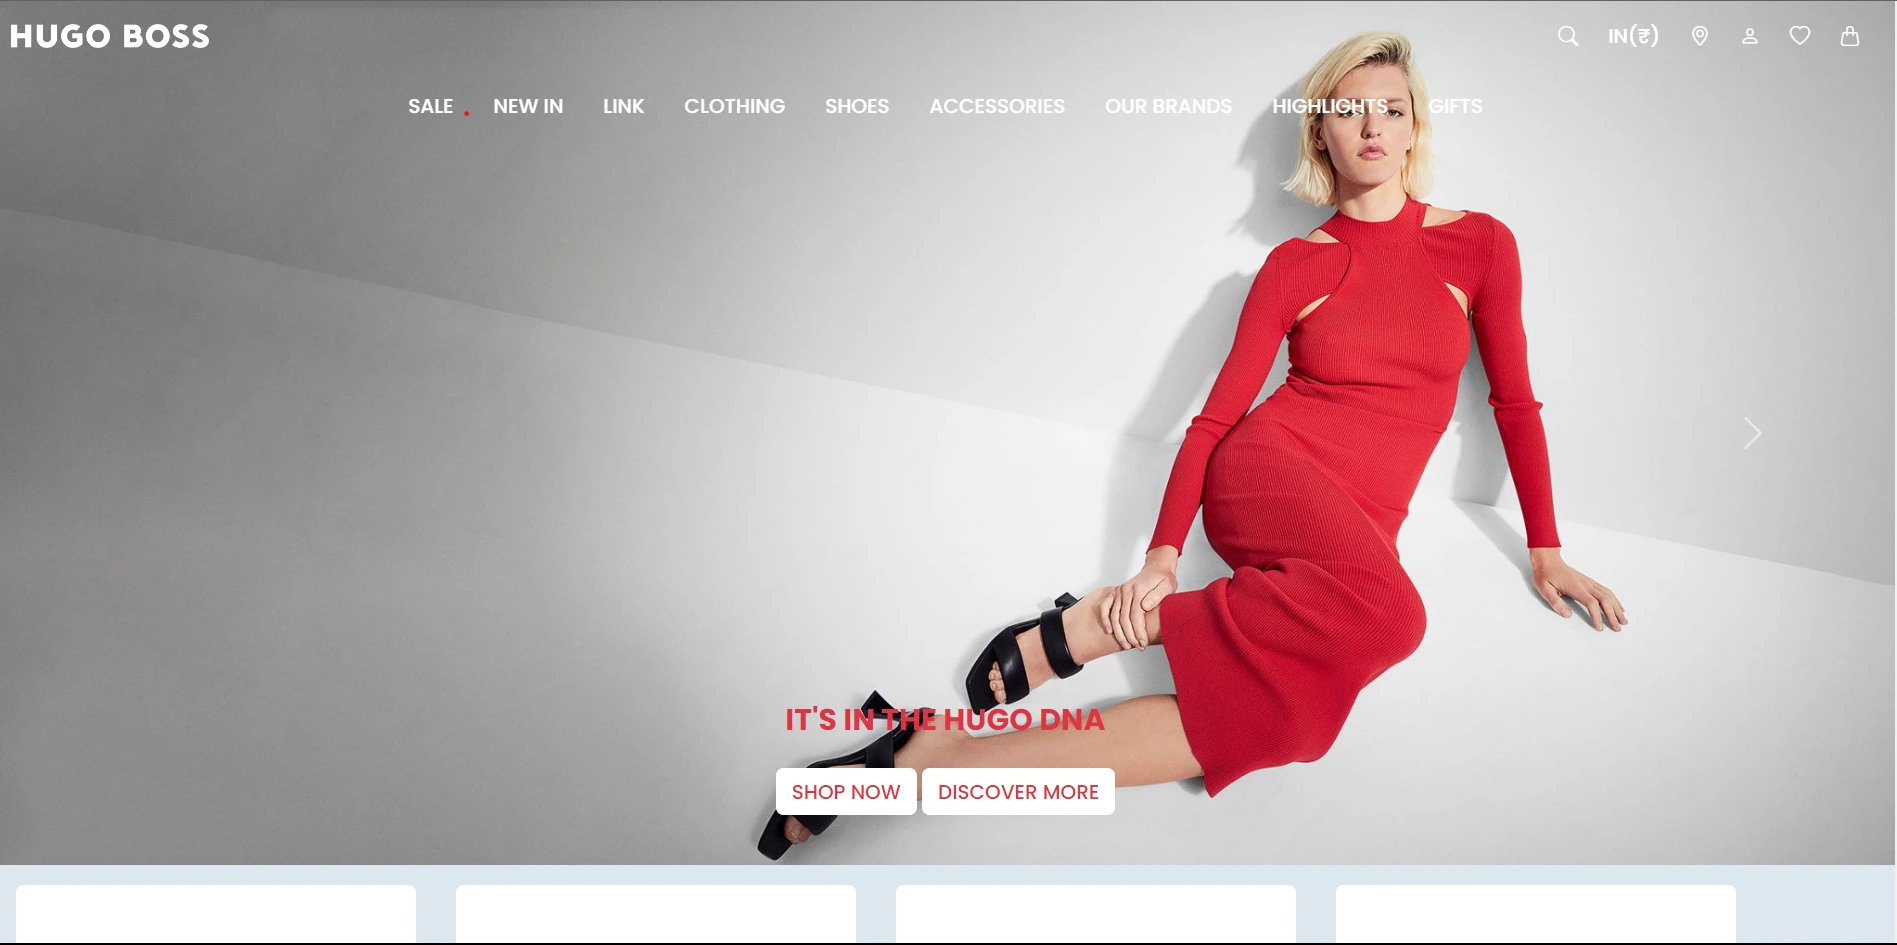 HUGO BOSS
IN(₹)
SALE NEW IN LINK CLOTHING SHOES ACCESSORIES OUR BRANDS HIGHLIGHTS GIFTS
IT'S IN THE HUGO DNA
SHOP NOW DISCOVER MORE